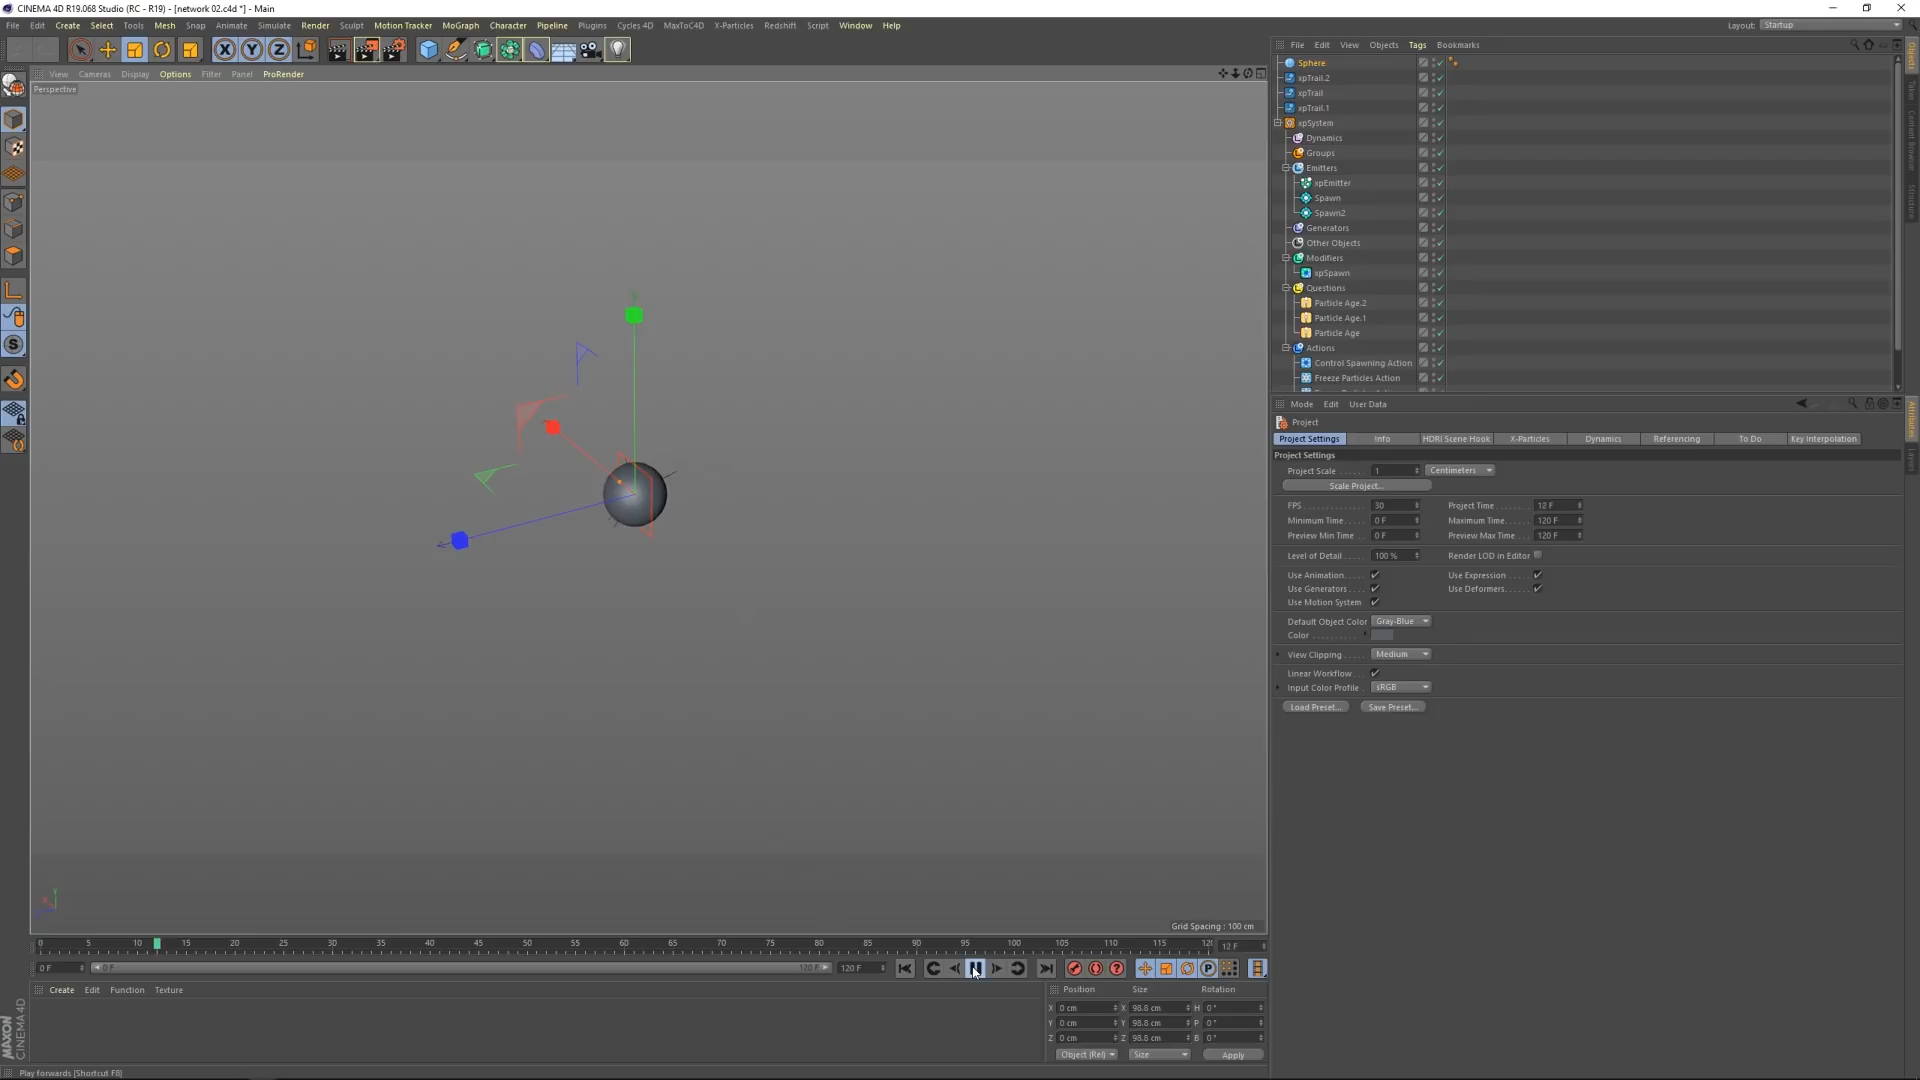 CINEMA 4D R19.068 Studio (RC - R19) - [network 02.c4d *] - Main
File Edit Create Select Tools Mesh Snap Animate Simulate Render Sculpt Motion Tracker MoGraph Character Pipeline Plugins Cycles 4D MaxToC4D X-Particles Redshift Script Window Help
Layout: Startup
File Edit View Objects Tags Bookmarks
View Cameras Display Options Filter Panel ProRender
Perspective
Sphere
xpTrail.2
xpTrail
xpTrail.1
xpSystem
Dynamics
Groups
Emitters
xpEmitter
Spawn
Spawn2
Generators
Other Objects
Modifiers
xpSpawn
Questions
Particle Age.2
Particle Age.1
Particle Age
Actions
Control Spawning Action
Freeze Particles Action
Objects
Takes
Content Browser
Structure
Mode Edit User Data
Project
Project Settings Info HDRI Scene Hook X-Particles Dynamics Referencing To Do Key Interpolation
Project Settings
Project Scale 1 Centimeters
Scale Project...
FPS 30 Project Time 12 F
Minimum Time 0 F Maximum Time 120 F
Preview Min Time 0 F Preview Max Time 120 F
Level of Detail 100 % Render LOD in Editor
Use Animation Use Expression
Use Generators Use Deformers
Use Motion System
Default Object Color Gray-Blue
Color
View Clipping Medium
Linear Workflow
Input Color Profile sRGB
Load Preset... Save Preset...
Attributes
Layers
Y
Grid Spacing : 100 cm
0 5 10 15 20 25 30 35 40 45 50 55 60 65 70 75 80 85 90 95 100 105 110 115 120 12 F
0 F 0 F 120 F 120 F
Create Edit Function Texture
Position Size Rotation
X 0 cm X 98.8 cm H 0 °
Y 0 cm Y 98.8 cm P 0 °
Z 0 cm Z 98.8 cm B 0 °
Object (Rel) Size Apply
MAXON
CINEMA 4D
Play forwards [Shortcut F8]